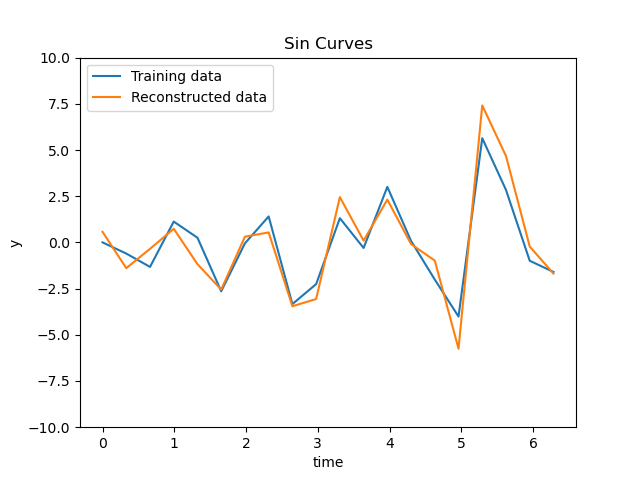 Sin Curves
Training data
Reconstructed data
10.0
7.5
5.0
2.5
0.0
−2.5
−5.0
−7.5
−10.0
y
0 1 2 3 4 5 6
time